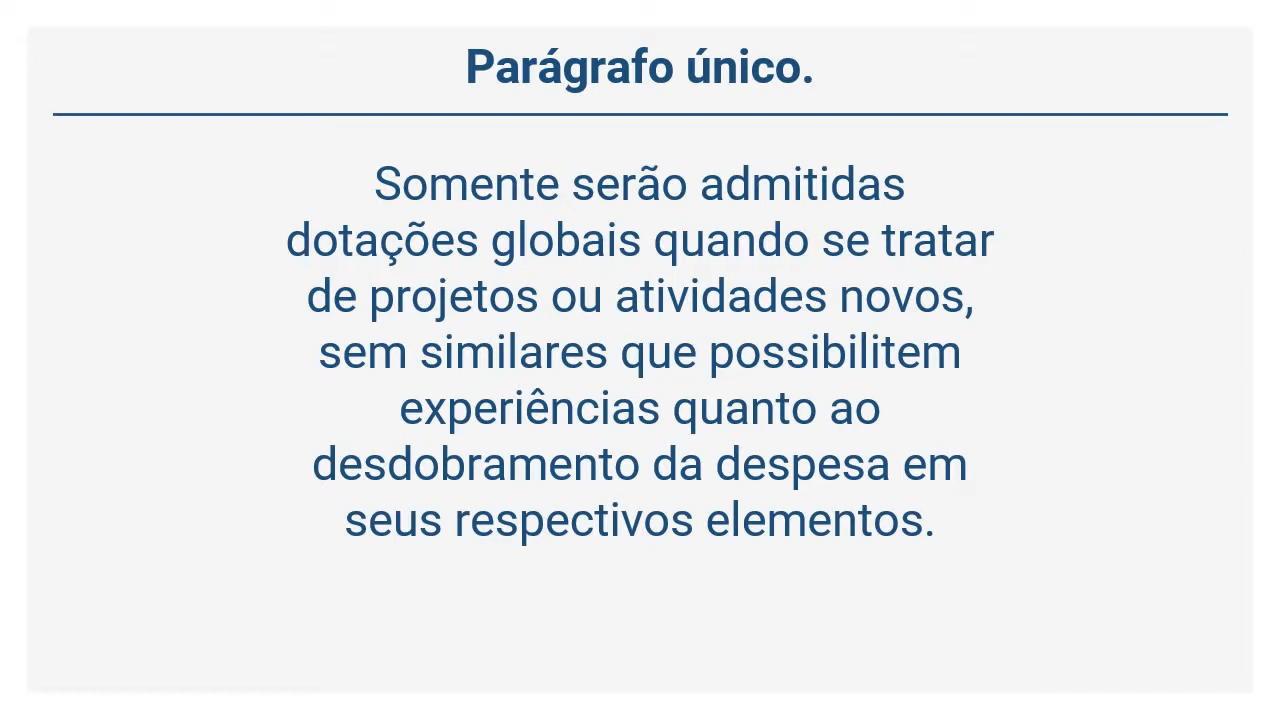 Parágrafo único.
Somente serão admitidas
dotações globais quando se tratar
de projetos ou atividades novos,
sem similares que possibilitem
experiências quanto ao
desdobramento da despesa em
seus respectivos elementos.